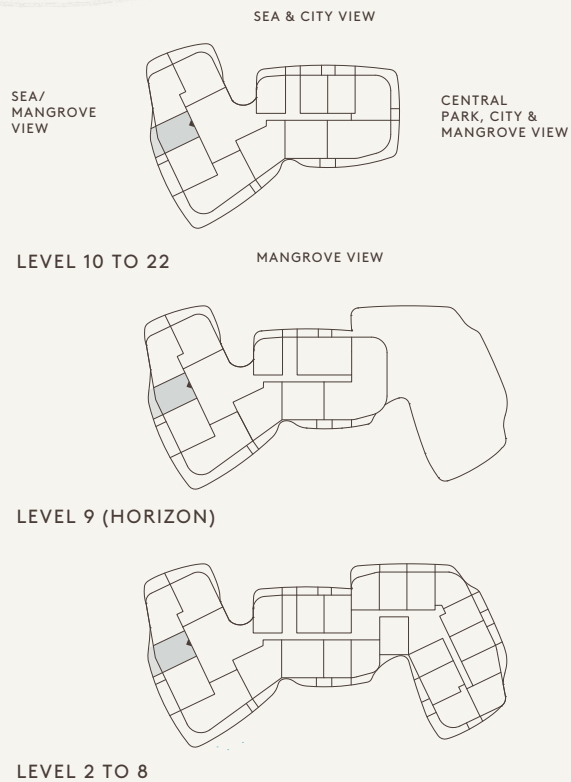 SEA & CITY VIEW
SEA/
MANGROVE
VIEW
CENTRAL
PARK, CITY &
MANGROVE VIEW
LEVEL 10 TO 22
MANGROVE VIEW
LEVEL 9 (HORIZON)
LEVEL 2 TO 8